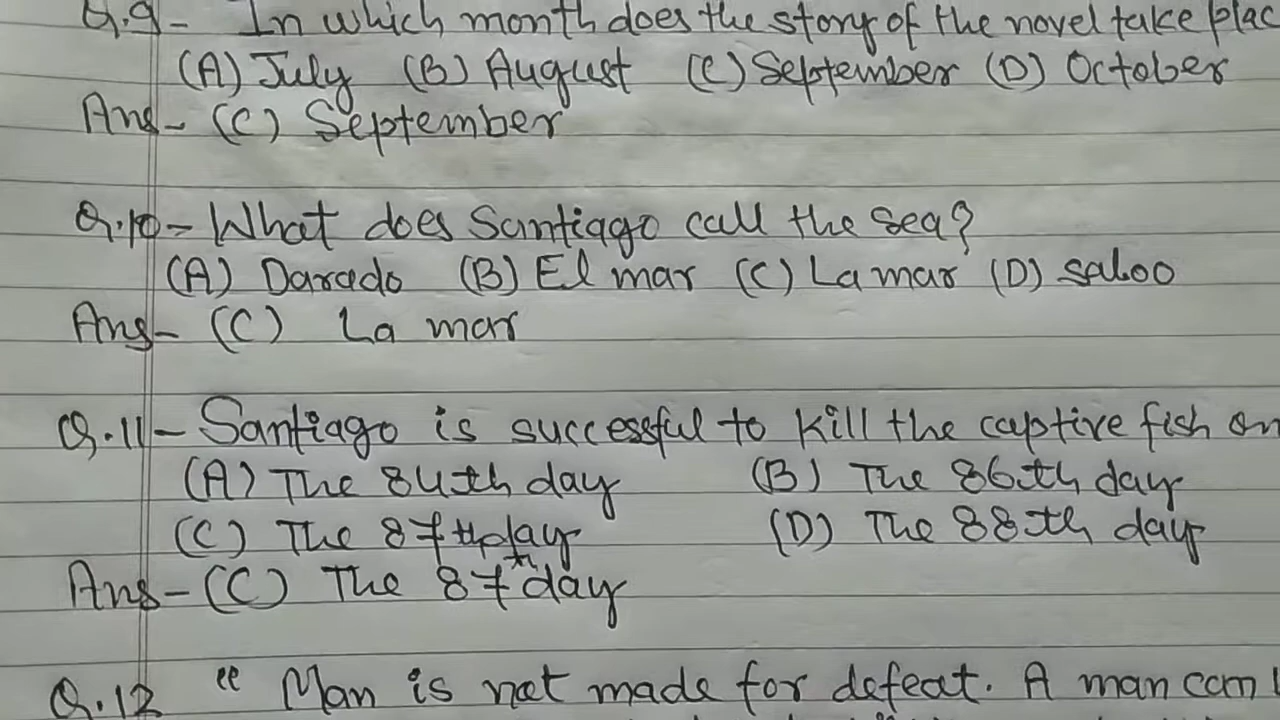 Q.9- In which month does the story of the novel take plac
(A) July (B) August (C) September (D) October
Ans- (C) September
Q.10- What does Santiago call the sea?
(A) Darado (B) El mar (C) La mar (D) saloo
Ans- (C) La mar
Q.11- Santiago is successful to kill the captive fish on
(A) The 84th day (B) The 86th day
(C) The 87th day (D) The 88th day
Ans- (C) The 87th day
Q.12 " Man is not made for defeat. A man can